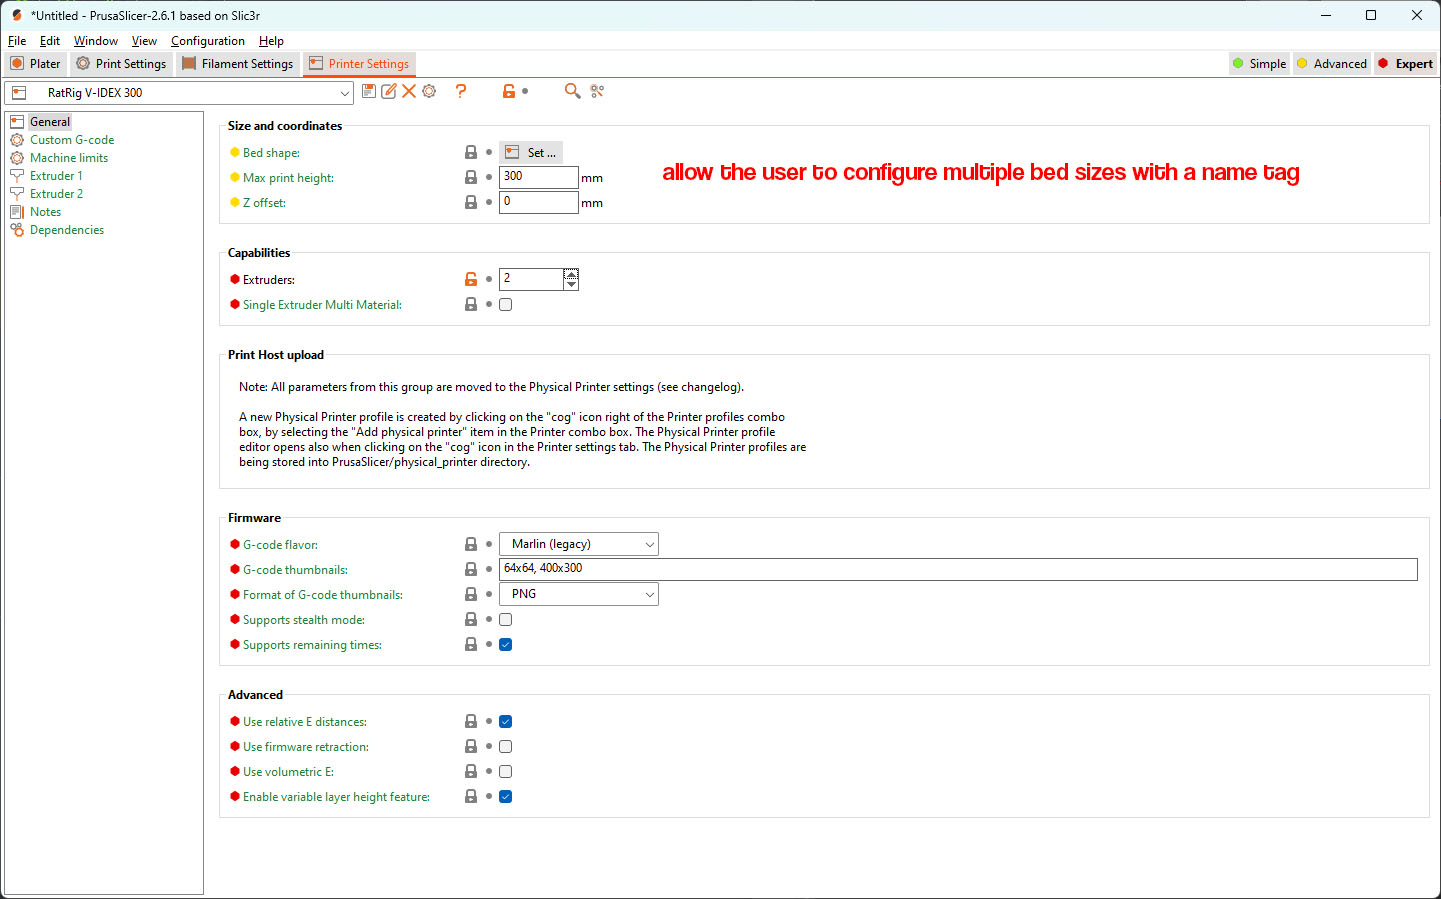 *Untitled - PrusaSlicer-2.6.1 based on Slic3r
File Edit Window View Configuration Help
Plater Print Settings Filament Settings Printer Settings Simple Advanced Expert
RatRig V-IDEX 300 ?
General
Custom G-code
Machine limits
Extruder 1
Extruder 2
Notes
Dependencies
Size and coordinates
Bed shape: Set ...
Max print height: 300 mm
Z offset: 0 mm
allow the user to configure multiple bed sizes with a name tag
Capabilities
Extruders: 2
Single Extruder Multi Material:
Print Host upload
Note: All parameters from this group are moved to the Physical Printer settings (see changelog).
A new Physical Printer profile is created by clicking on the "cog" icon right of the Printer profiles combo
box, by selecting the "Add physical printer" item in the Printer combo box. The Physical Printer profile
editor opens also when clicking on the "cog" icon in the Printer settings tab. The Physical Printer profiles are
being stored into PrusaSlicer/physical_printer directory.
Firmware
G-code flavor: Marlin (legacy)
G-code thumbnails: 64x64, 400x300
Format of G-code thumbnails: PNG
Supports stealth mode:
Supports remaining times:
Advanced
Use relative E distances:
Use firmware retraction:
Use volumetric E:
Enable variable layer height feature: